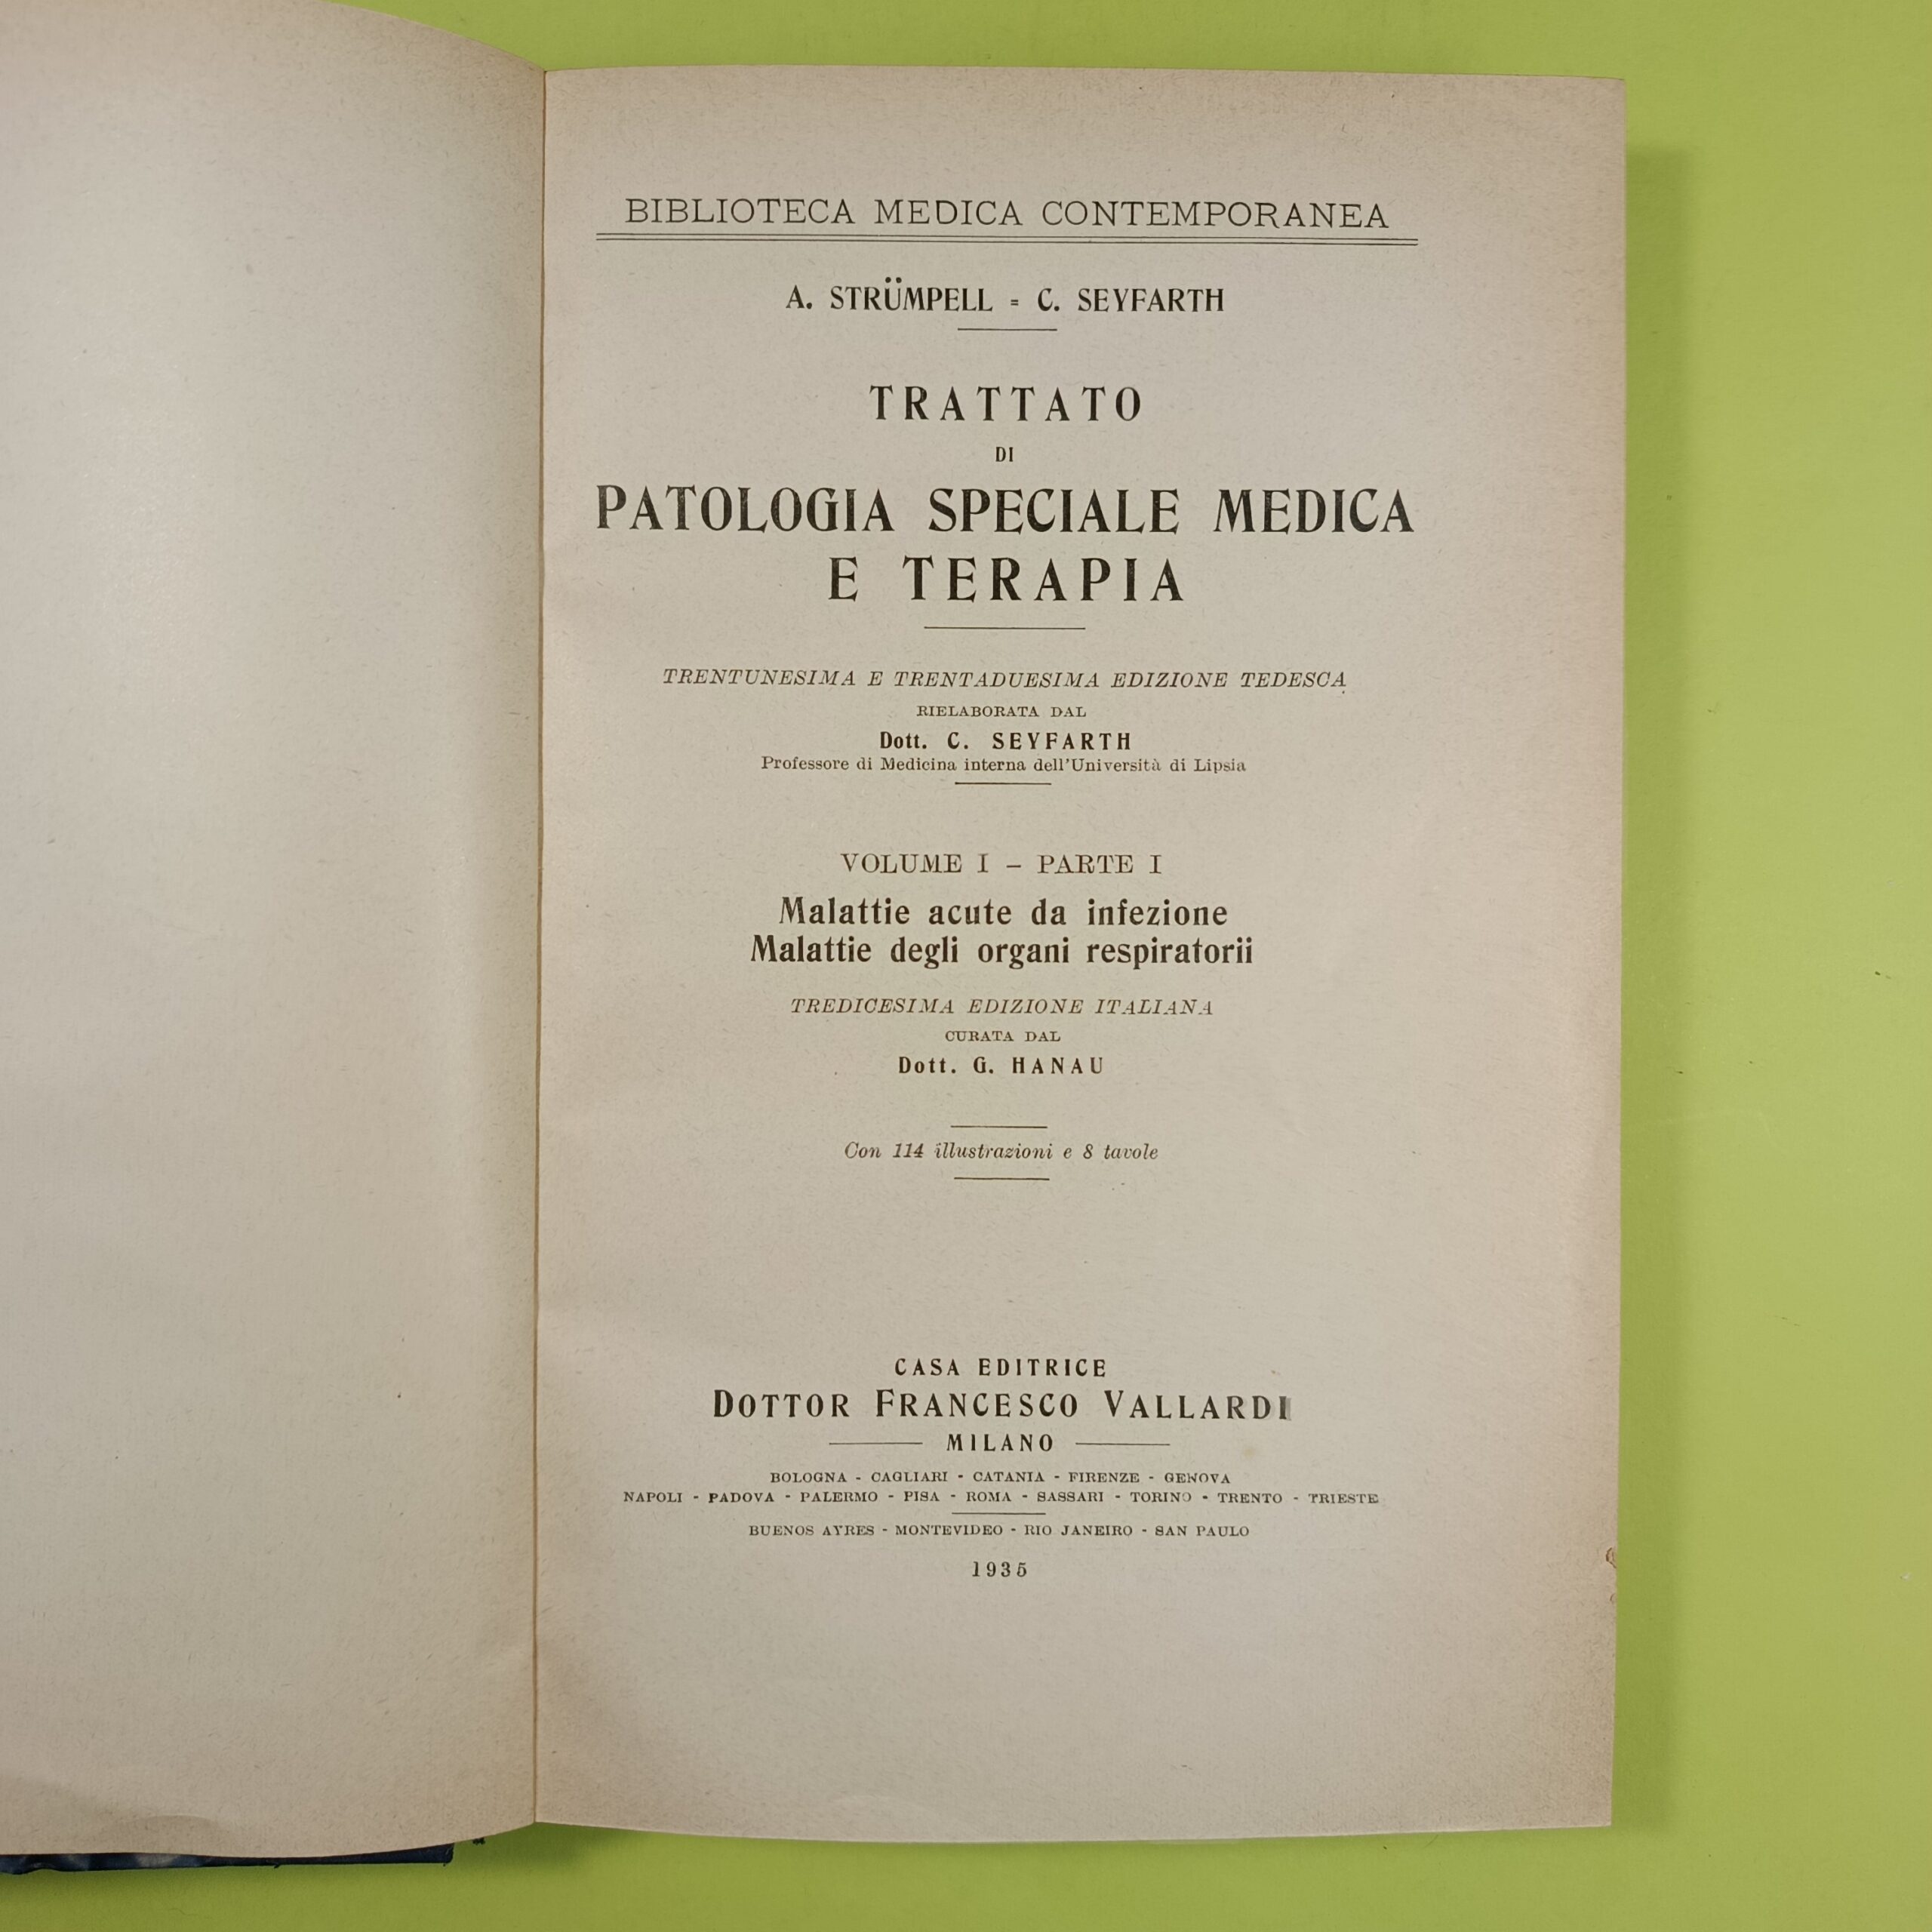 BIBLIOTECA MEDICA CONTEMPORANEA
A. STRÜMPELL = C. SEYFARTH
TRATTATO
DI
PATOLOGIA SPECIALE MEDICA
E TERAPIA
TRENTUNESIMA E TRENTADUESIMA EDIZIONE TEDESCA
RIELABORATA DAL
Dott. C. SEYFARTH
Professore di Medicina interna dell'Università di Lipsia
VOLUME I – PARTE I
Malattie acute da infezione
Malattie degli organi respiratorii
TREDICESIMA EDIZIONE ITALIANA
CURATA DAL
Dott. G. HANAU
Con 114 illustrazioni e 8 tavole
CASA EDITRICE
DOTTOR FRANCESCO VALLARDI
MILANO
BOLOGNA - CAGLIARI - CATANIA - FIRENZE - GENOVA
NAPOLI - PADOVA - PALERMO - PISA - ROMA - SASSARI - TORINO - TRENTO - TRIESTE
BUENOS AYRES - MONTEVIDEO - RIO JANEIRO - SAN PAULO
1935